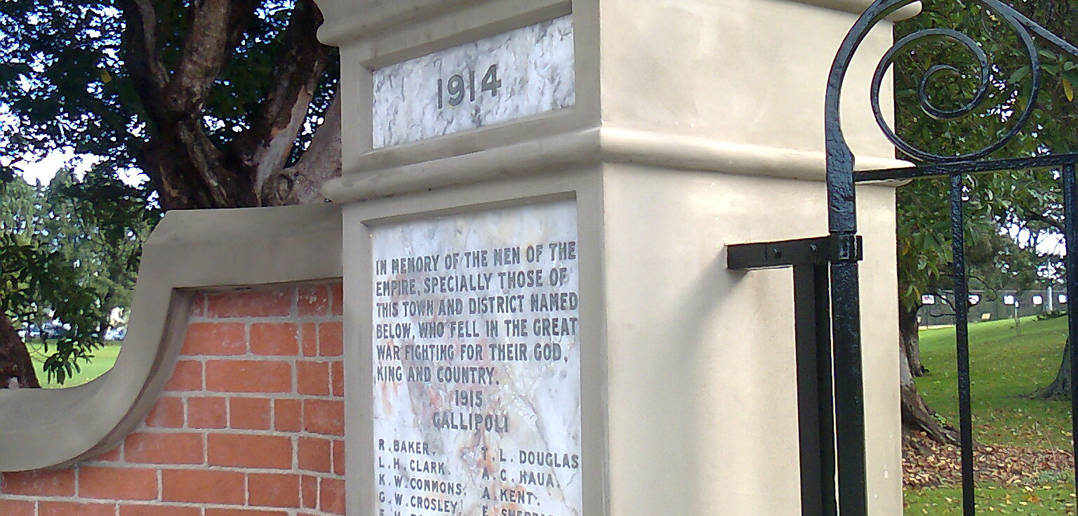 1914
IN MEMORY OF THE MEN OF THE
EMPIRE, SPECIALLY THOSE OF
THIS TOWN AND DISTRICT NAMED
BELOW, WHO FELL IN THE GREAT
WAR FIGHTING FOR THEIR GOD,
KING AND COUNTRY.
1915
GALLIPOLI
R. BAKER. T. L. DOUGLAS
L. H. CLARK A. C. HAUA.
K. W. COMMONS. A. KENT.
G. W. CROSLEY.